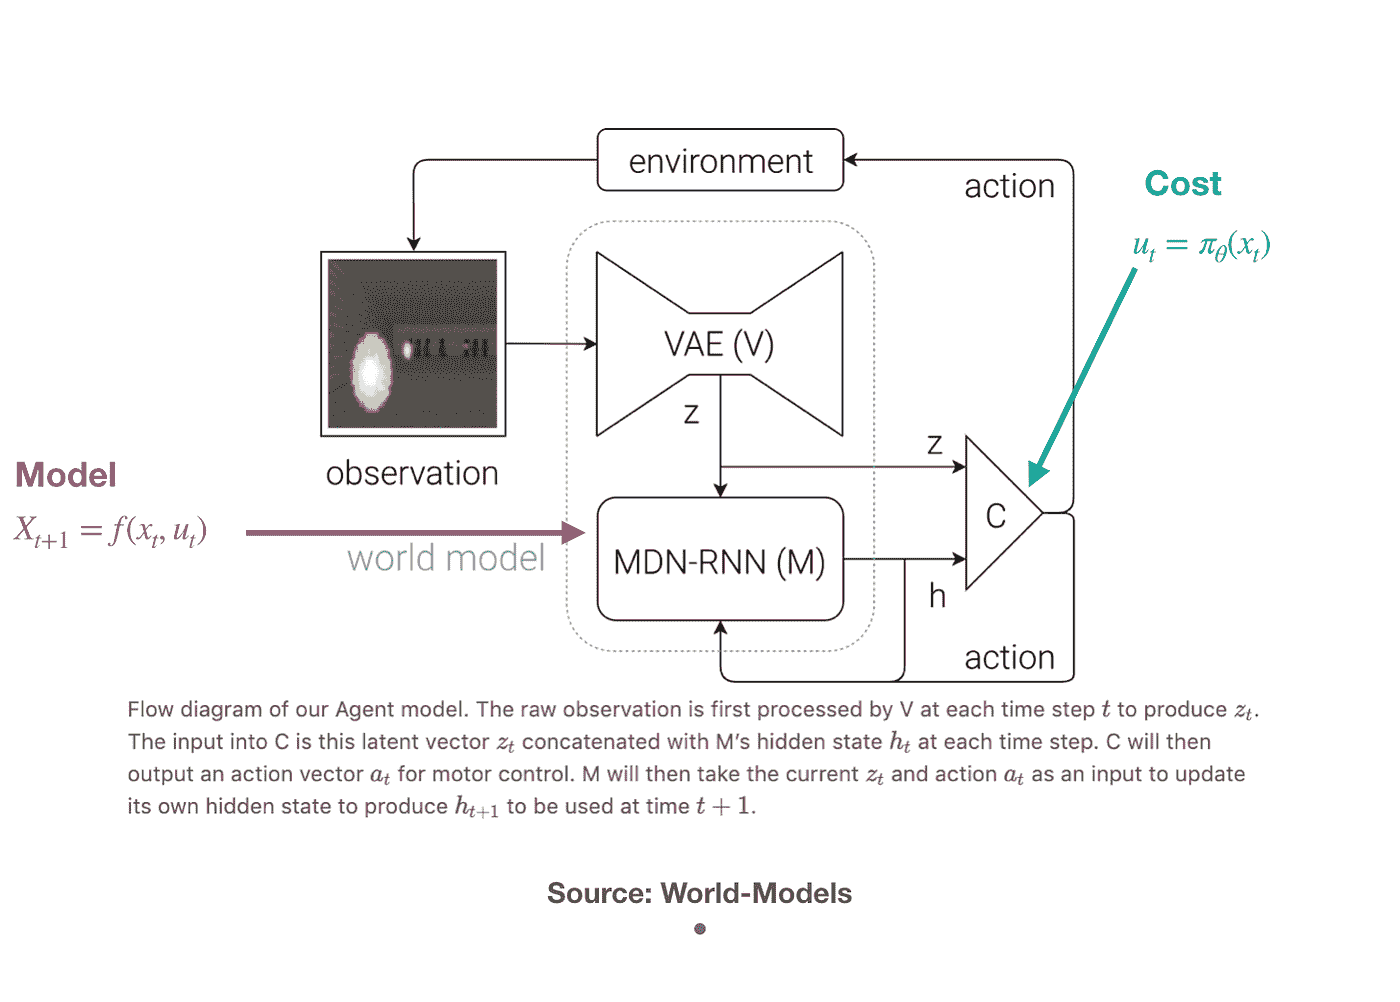 environment
action
Cost
u_t = π_θ(x_t)
VAE (V)
z
z
observation
Model
X_{t+1} = f(x_t, u_t)
world model
MDN-RNN (M)
C
h
action
Flow diagram of our Agent model. The raw observation is first processed by V at each time step t to produce z_t.
The input into C is this latent vector z_t concatenated with M's hidden state h_t at each time step. C will then
output an action vector a_t for motor control. M will then take the current z_t and action a_t as an input to update
its own hidden state to produce h_{t+1} to be used at time t + 1.
Source: World-Models